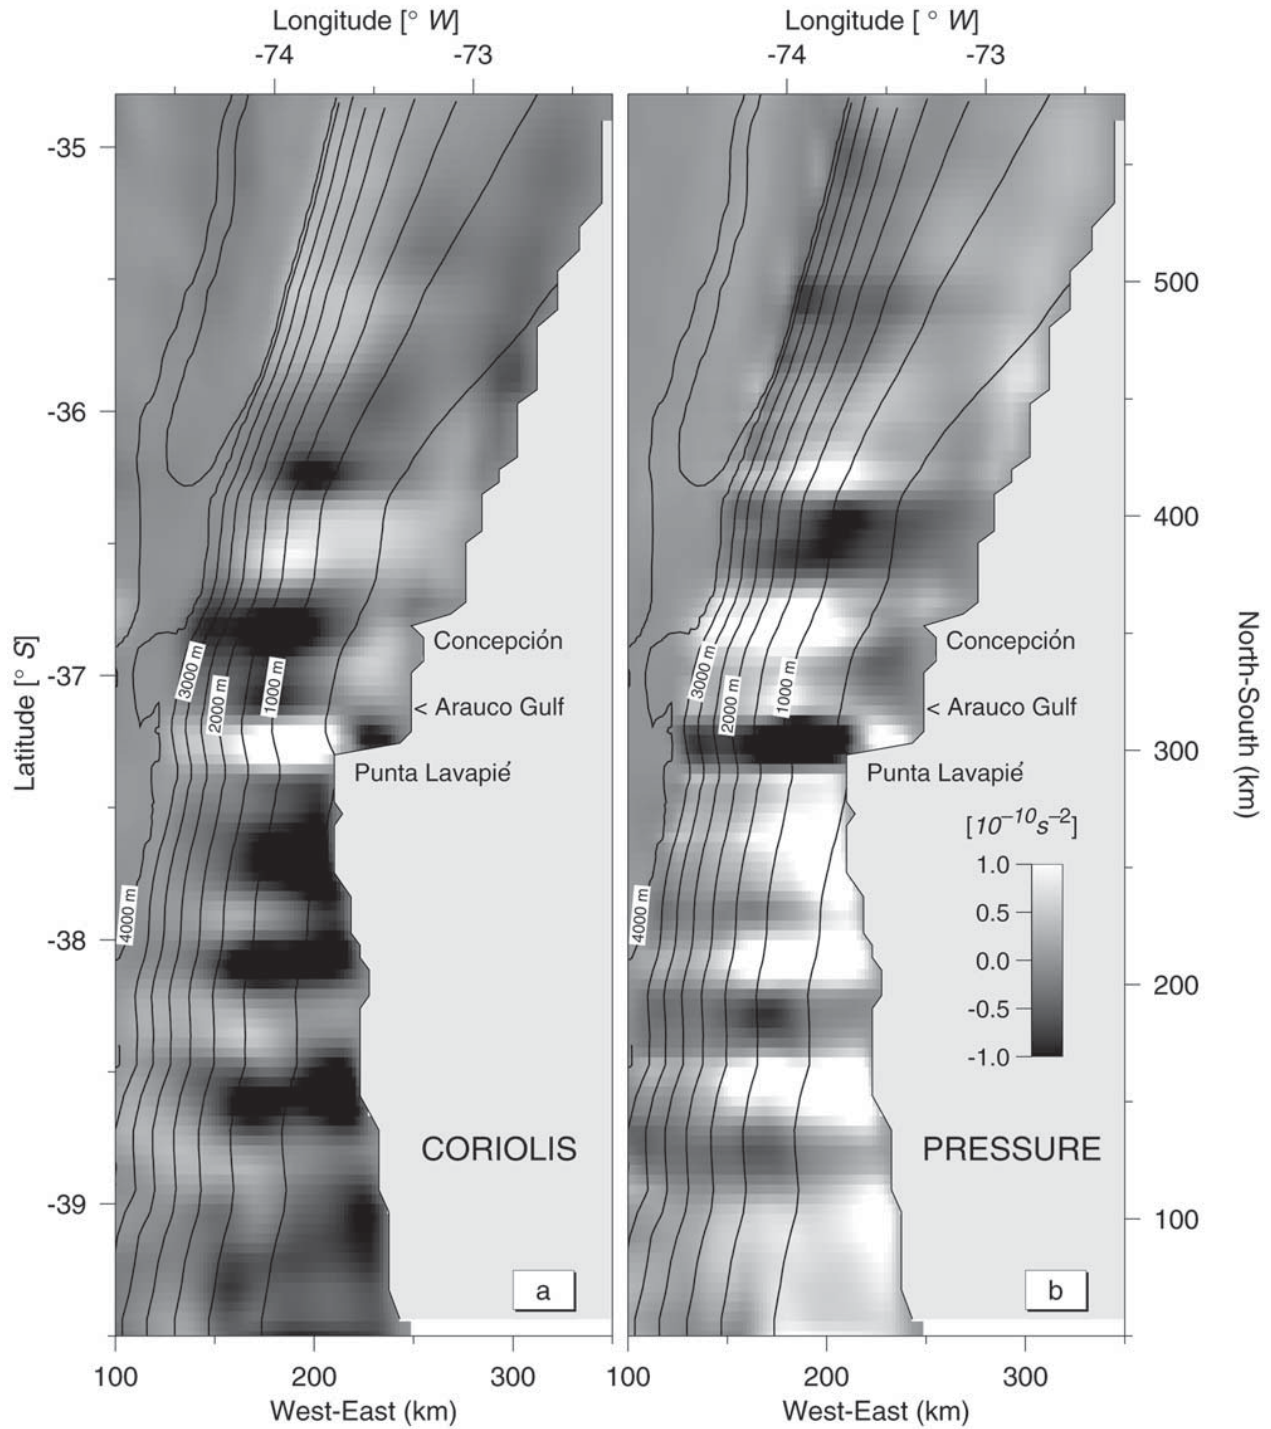 Longitude [° W]
Longitude [ ° W]
-74
-73
-74
-73
-35
-36
-37
-38
-39
Latitude [° S]
500
400
300
200
100
North-South (km)
3000 m
2000 m
1000 m
4000 m
Concepción
< Arauco Gulf
Punta Lavapié
CORIOLIS
a
3000 m
2000 m
1000 m
4000 m
Concepción
< Arauco Gulf
Punta Lavapié
[10⁻¹⁰s⁻²]
1.0
0.5
0.0
-0.5
-1.0
PRESSURE
b
100
200
300
100
200
300
West-East (km)
West-East (km)